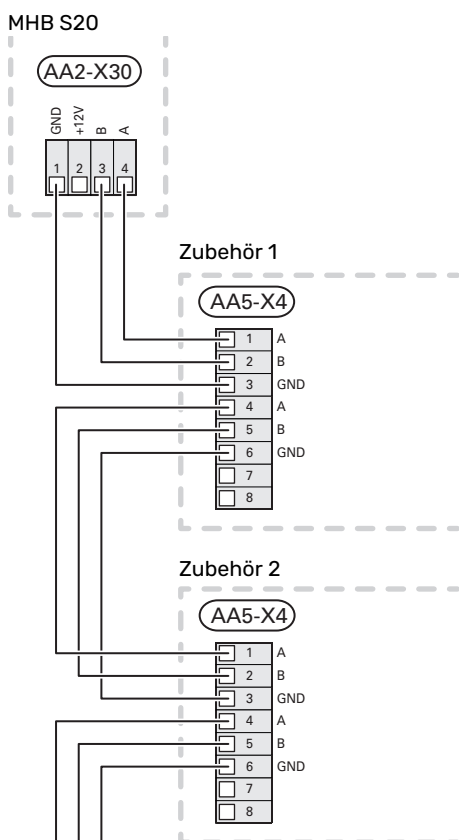 MHB S20
AA2-X30
GND
+12V
B
A
1 2 3 4
Zubehör 1
AA5-X4
1 A
2 B
3 GND
4 A
5 B
6 GND
7
8
Zubehör 2
AA5-X4
1 A
2 B
3 GND
4 A
5 B
6 GND
7
8